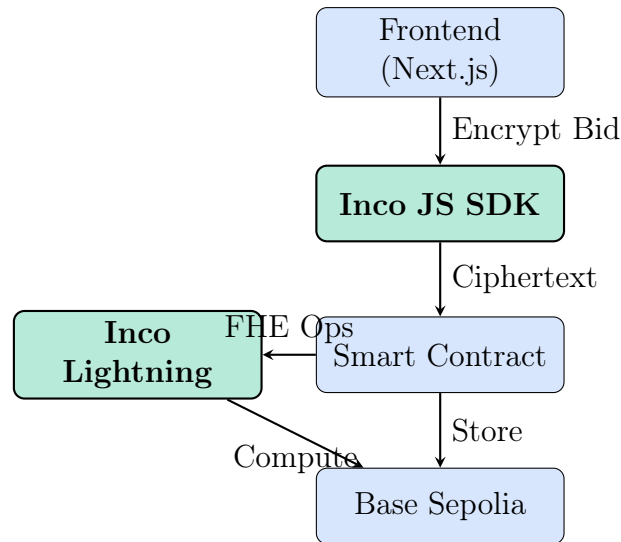 Frontend
(Next.js)
Encrypt Bid
Inco JS SDK
Ciphertext
Inco
Lightning
FHE Ops
Smart Contract
Store
Compute
Base Sepolia